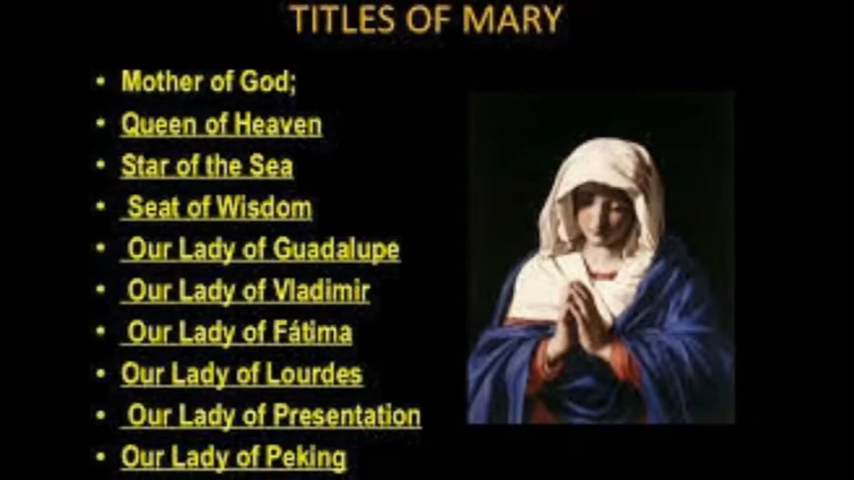 TITLES OF MARY
• Mother of God;
• Queen of Heaven
• Star of the Sea
• Seat of Wisdom
• Our Lady of Guadalupe
• Our Lady of Vladimir
• Our Lady of Fátima
• Our Lady of Lourdes
• Our Lady of Presentation
• Our Lady of Peking